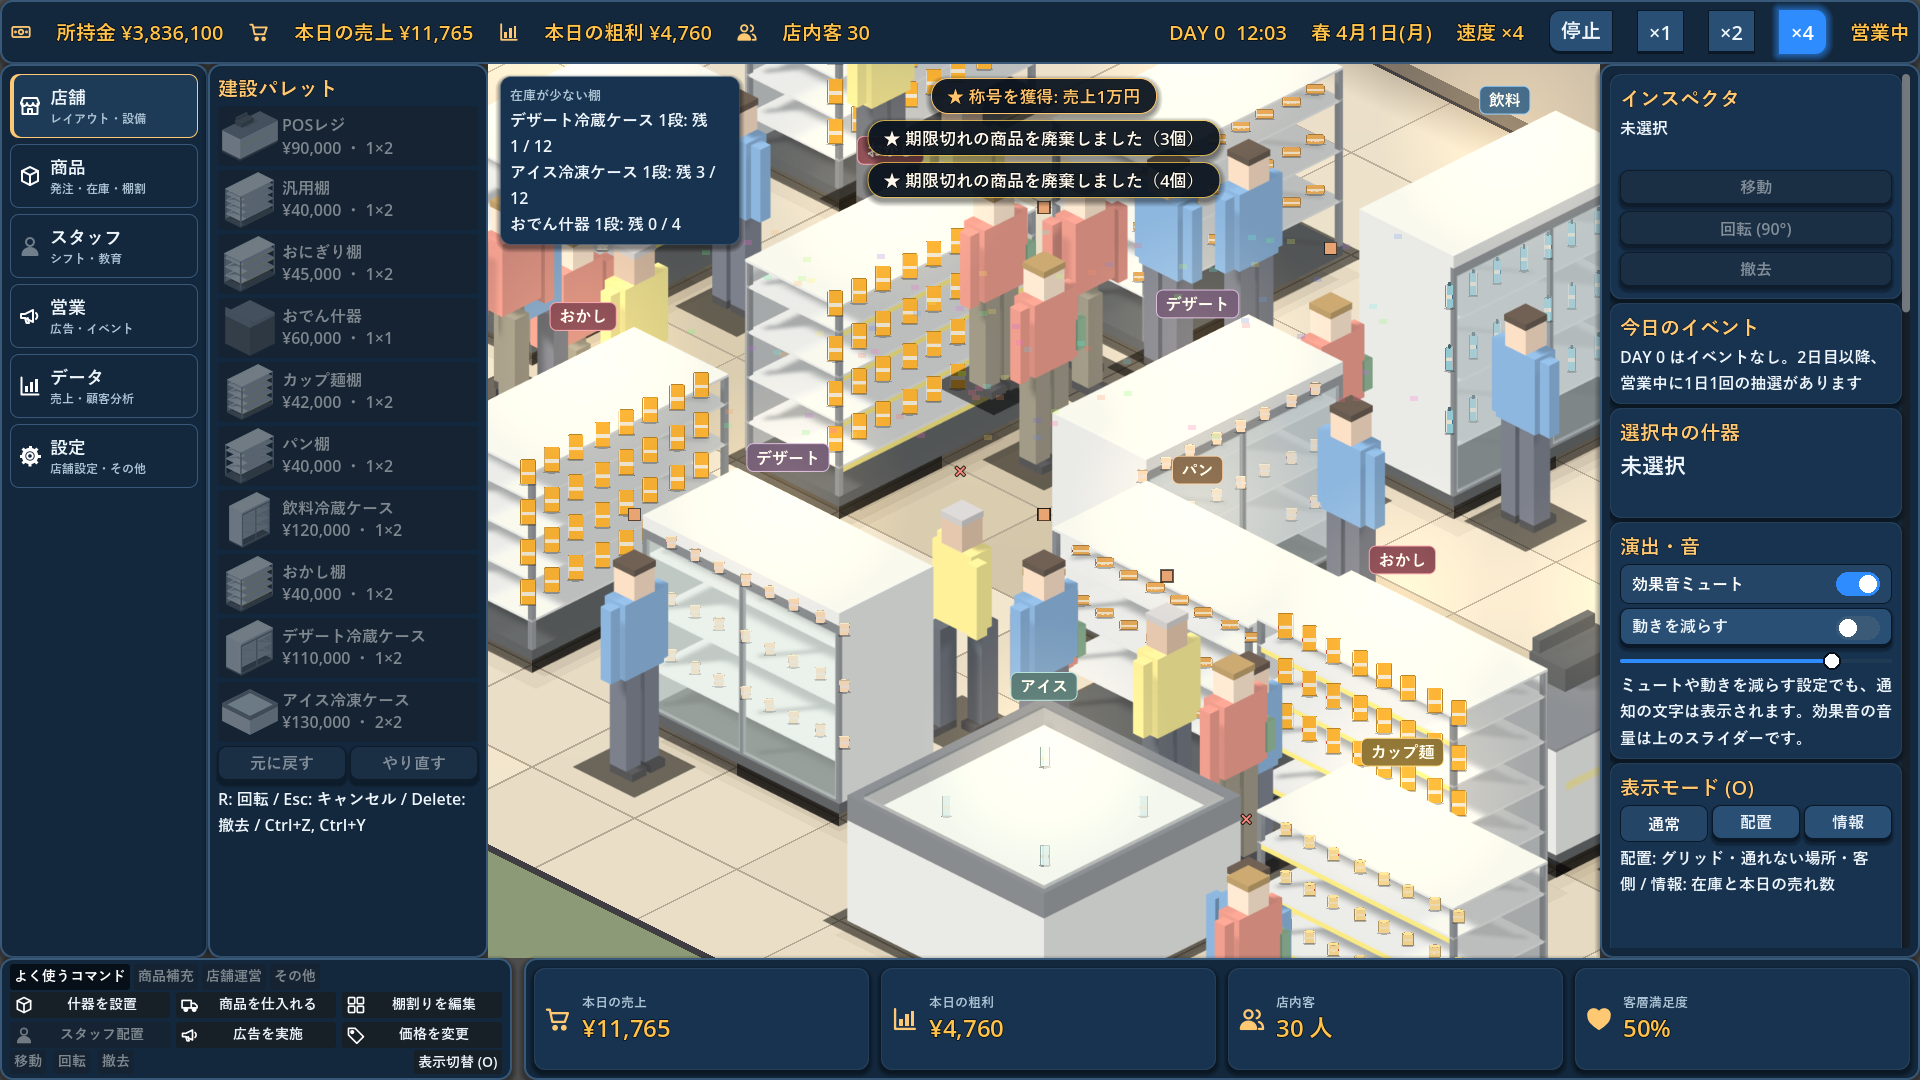 所持金 ¥3,836,100
本日の売上 ¥11,765
本日の粗利 ¥4,760
店内客 30
DAY 0 12:03
春 4月1日(月)
速度 ×4
停止
×1
×2
×4
営業中
店舗
レイアウト・設備
商品
発注・在庫・棚割
スタッフ
シフト・教育
営業
広告・イベント
データ
売上・顧客分析
設定
店舗設定・その他
建設パレット
POSレジ
¥90,000 ・ 1×2
汎用棚
¥40,000 ・ 1×2
おにぎり棚
¥45,000 ・ 1×2
おでん什器
¥60,000 ・ 1×1
カップ麺棚
¥42,000 ・ 1×2
パン棚
¥40,000 ・ 1×2
飲料冷蔵ケース
¥120,000 ・ 1×2
おかし棚
¥40,000 ・ 1×2
デザート冷蔵ケース
¥110,000 ・ 1×2
アイス冷凍ケース
¥130,000 ・ 2×2
元に戻す
やり直す
R: 回転 / Esc: キャンセル / Delete:
撤去 / Ctrl+Z, Ctrl+Y
在庫が少ない棚
デザート冷蔵ケース 1段: 残
1 / 12
アイス冷凍ケース 1段: 残 3 /
12
おでん什器 1段: 残 0 / 4
★ 称号を獲得: 売上1万円
★ 期限切れの商品を廃棄しました（3個）
★ 期限切れの商品を廃棄しました（4個）
飲料
おかし
デザート
デザート
パン
おかし
アイス
カップ麺
インスペクタ
未選択
移動
回転 (90°)
撤去
今日のイベント
DAY 0 はイベントなし。2日目以降、
営業中に1日1回の抽選があります
選択中の什器
未選択
演出・音
効果音ミュート
動きを減らす
ミュートや動きを減らす設定でも、通
知の文字は表示されます。効果音の音
量は上のスライダーです。
表示モード (O)
通常
配置
情報
配置: グリッド・通れない場所・客
側 / 情報: 在庫と本日の売れ数
よく使うコマンド
商品補充
店舗運営
その他
什器を設置
商品を仕入れる
棚割りを編集
スタッフ配置
広告を実施
価格を変更
移動
回転
撤去
表示切替 (O)
本日の売上
¥11,765
本日の粗利
¥4,760
店内客
30 人
客層満足度
50%